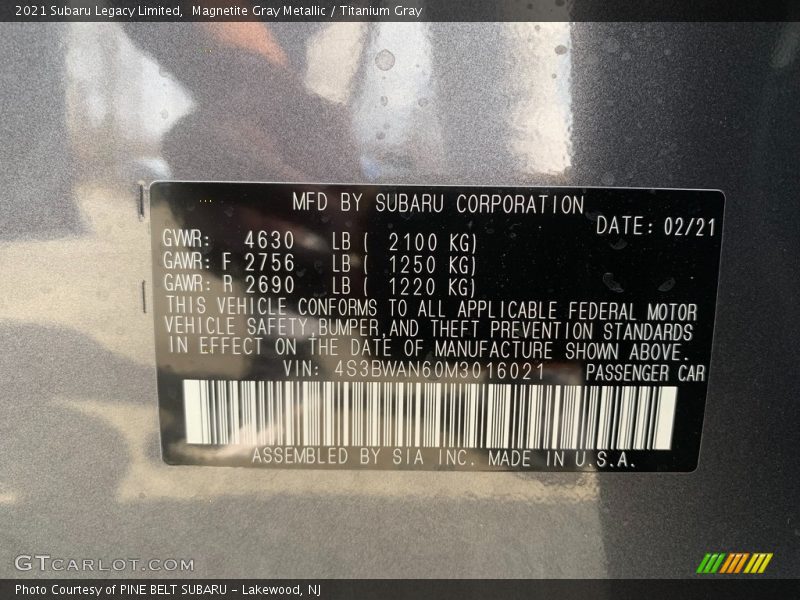 2021 Subaru Legacy Limited, Magnetite Gray Metallic / Titanium Gray
MFD BY SUBARU CORPORATION
DATE: 02/21
GVWR: 4630 LB ( 2100 KG)
GAWR: F 2756 LB ( 1250 KG)
GAWR: R 2690 LB ( 1220 KG)
THIS VEHICLE CONFORMS TO ALL APPLICABLE FEDERAL MOTOR
VEHICLE SAFETY,BUMPER,AND THEFT PREVENTION STANDARDS
IN EFFECT ON THE DATE OF MANUFACTURE SHOWN ABOVE.
VIN: 4S3BWAN60M3016021 PASSENGER CAR
ASSEMBLED BY SIA INC. MADE IN U.S.A.
GTCARLOT.COM
Photo Courtesy of PINE BELT SUBARU - Lakewood, NJ